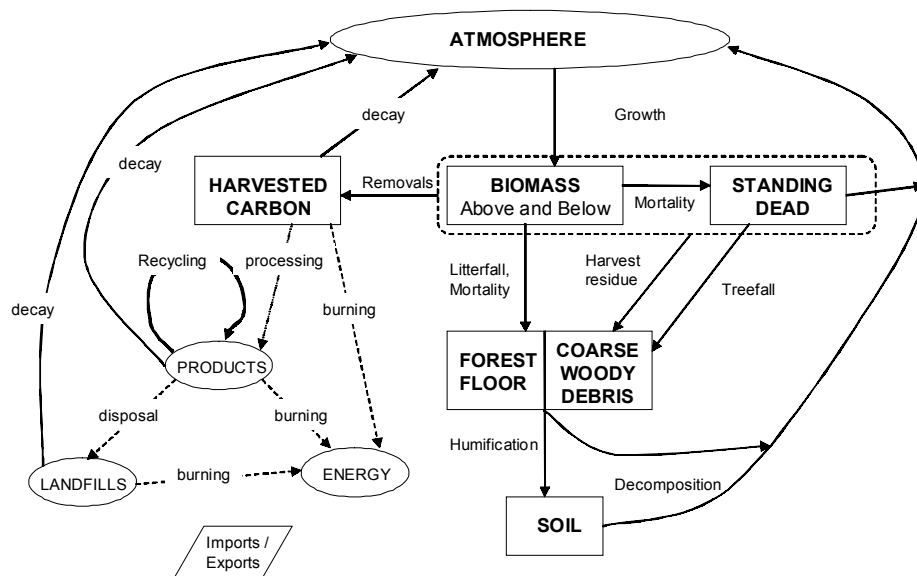 ATMOSPHERE
decay
Growth
decay
HARVESTED
CARBON
Removals
BIOMASS
Above and Below
Mortality
STANDING
DEAD
Recycling
processing
Litterfall,
Mortality
Harvest
residue
Treefall
decay
burning
PRODUCTS
FOREST
FLOOR
COARSE
WOODY
DEBRIS
disposal
burning
Humification
LANDFILLS
burning
ENERGY
Decomposition
SOIL
Imports /
Exports